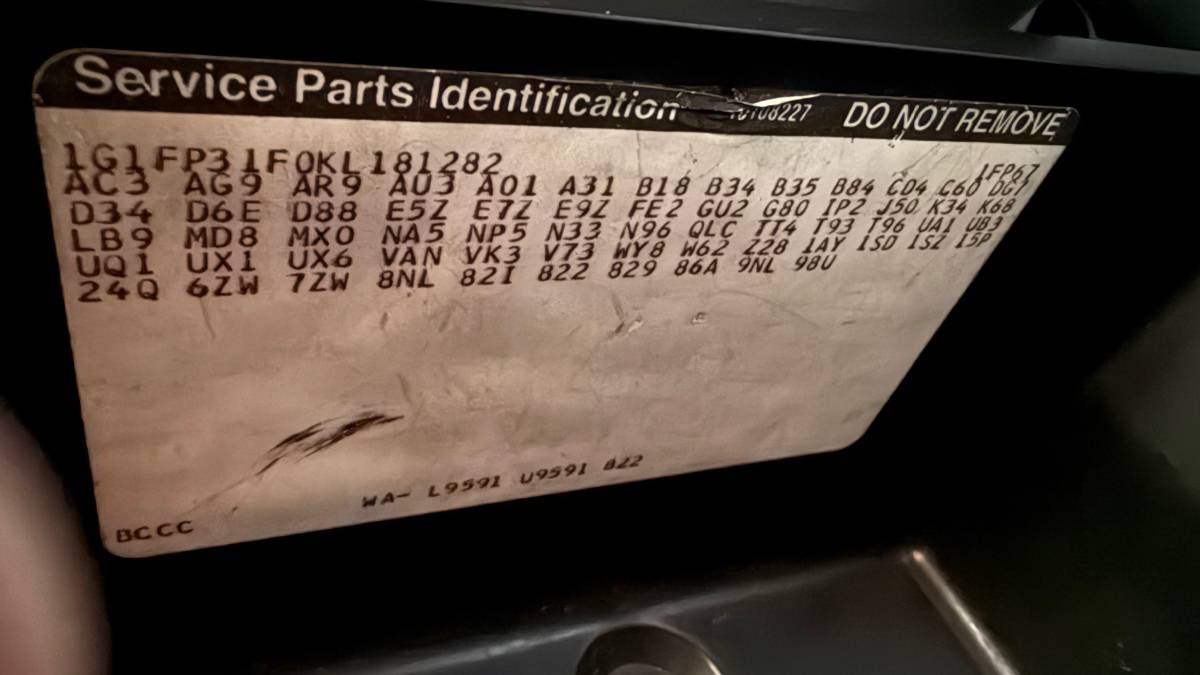 Service Parts Identification 10108227 DO NOT REMOVE
1G1FP31F0KL181282 1FP67
AC3 AG9 AR9 AU3 A01 A31 B18 B34 B35 B84 CD4 C60 DG7
D34 D6E D88 E5Z E7Z E9Z FE2 GU2 G80 IP2 J50 K34 K68
LB9 MD8 MX0 NA5 NP5 N33 N96 QLC TT4 T93 T96 UA1 UB3
UQ1 UX1 UX6 VAN VK3 V73 WY8 W62 Z28 1AY 1SD 1SZ 15P
24Q 6ZW 7ZW 8NL 82I 822 829 86A 9NL 98U
WA- L9591 U9591 822
BCCC